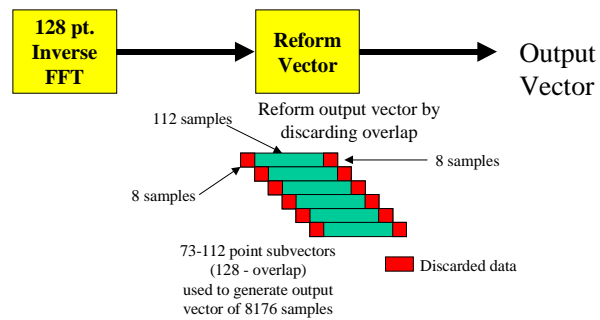 128 pt.
Inverse
FFT
Reform
Vector
Output
Vector
112 samples
Reform output vector by
discarding overlap
8 samples
8 samples
73-112 point subvectors
(128 - overlap)
used to generate output
vector of 8176 samples
Discarded data